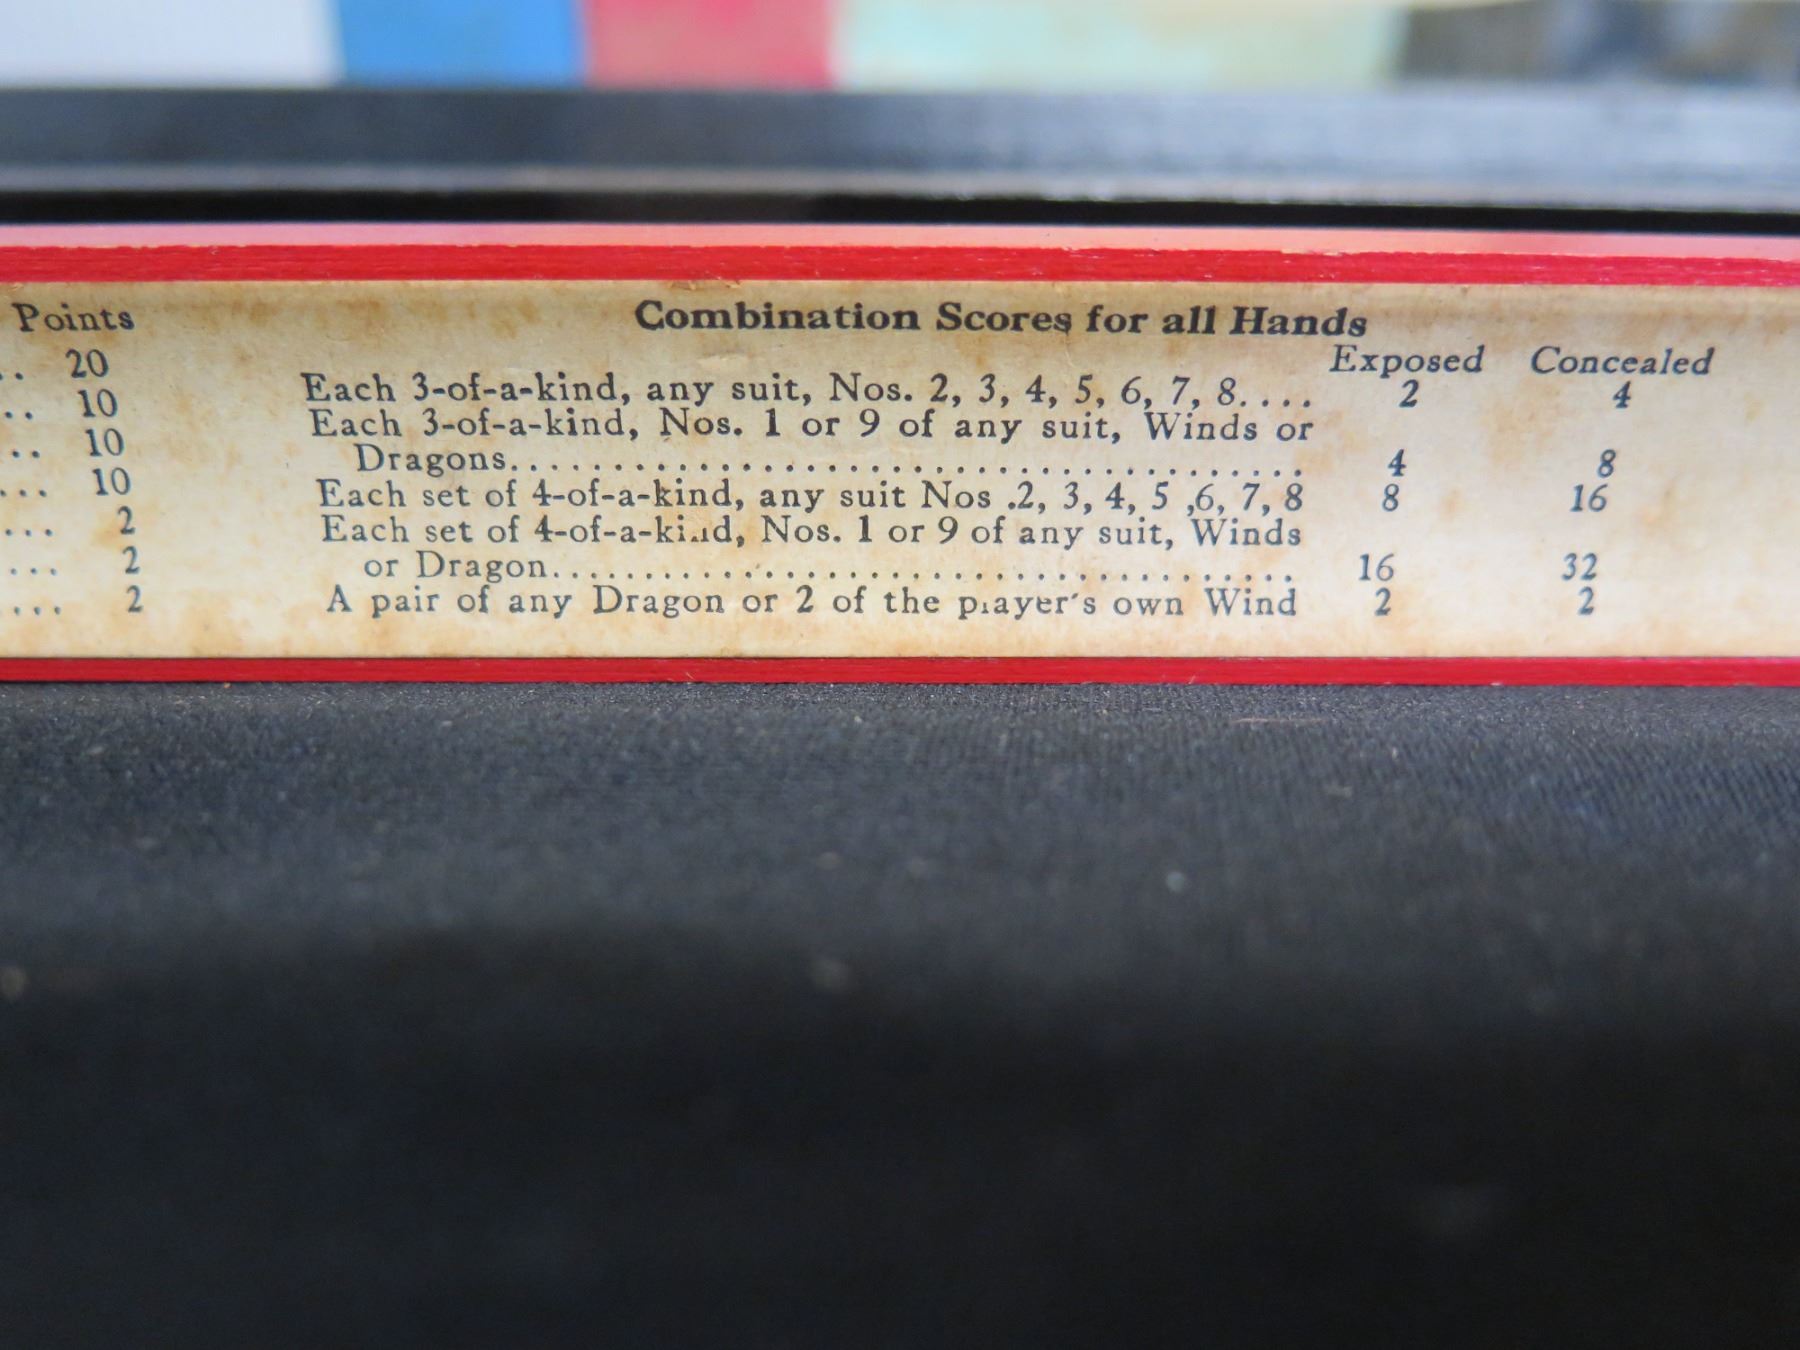 Points
.. 20
.. 10
.. 10
... 10
... 2
... 2
.... 2
Combination Scores for all Hands
Exposed Concealed
Each 3-of-a-kind, any suit, Nos. 2, 3, 4, 5, 6, 7, 8.... 2 4
Each 3-of-a-kind, Nos. 1 or 9 of any suit, Winds or
Dragons..................................... 4 8
Each set of 4-of-a-kind, any suit Nos .2, 3, 4, 5 ,6, 7, 8 8 16
Each set of 4-of-a-kind, Nos. 1 or 9 of any suit, Winds
or Dragon................................... 16 32
A pair of any Dragon or 2 of the player's own Wind 2 2